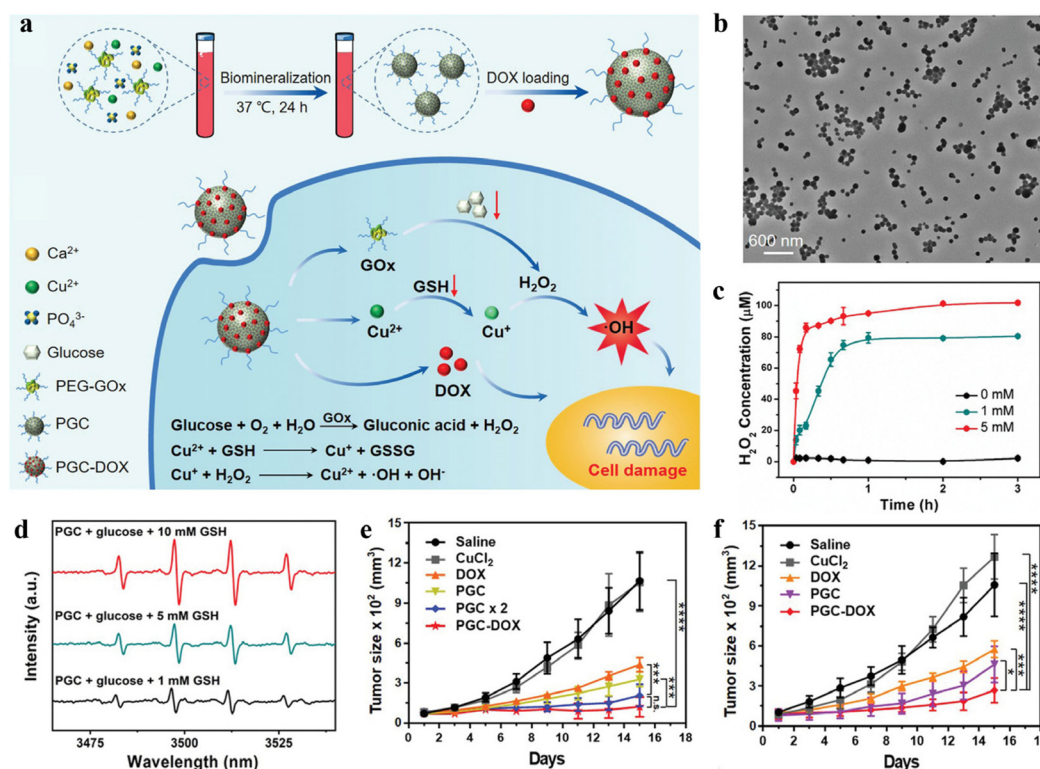 a
Biomineralization
37 ℃, 24 h
DOX loading
Ca²⁺
Cu²⁺
PO₄³⁻
Glucose
PEG-GOx
PGC
PGC-DOX
GOx
H₂O₂
GSH
Cu²⁺
Cu⁺
·OH
DOX
Glucose + O₂ + H₂O GOx→ Gluconic acid + H₂O₂
Cu²⁺ + GSH → Cu⁺ + GSSG
Cu⁺ + H₂O₂ → Cu²⁺ + ·OH + OH⁻
Cell damage
b
600 nm
c
H₂O₂ Concentration (μM)
100
80
60
40
20
0
0 mM
1 mM
5 mM
0
1
2
3
Time (h)
d
Intensity (a.u.)
PGC + glucose + 10 mM GSH
PGC + glucose + 5 mM GSH
PGC + glucose + 1 mM GSH
3475
3500
3525
Wavelength (nm)
e
Tumor size x 10² (mm³)
15
12
9
6
3
0
Saline
CuCl₂
DOX
PGC
PGC x 2
PGC-DOX
****
***
n.s
***
0 2 4 6 8 10 12 14 16 18
Days
f
Tumor size x 10² (mm³)
15
12
9
6
3
0
Saline
CuCl₂
DOX
PGC
PGC-DOX
****
****
***
*
0 2 4 6 8 10 12 14 16 18
Days